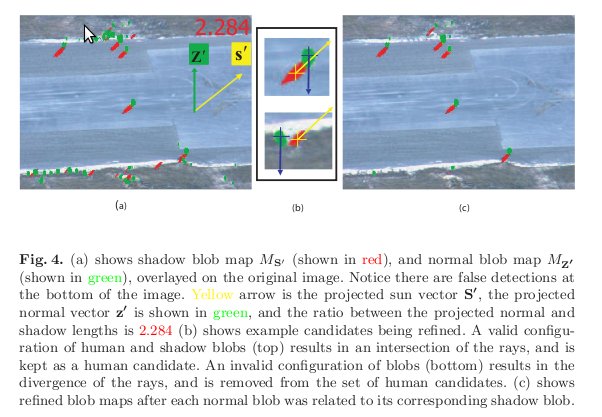 2.284
Z′ s′
(a) (b) (c)
Fig. 4. (a) shows shadow blob map M_S′ (shown in red), and normal blob map M_Z′
(shown in green), overlayed on the original image. Notice there are false detections at
the bottom of the image. Yellow arrow is the projected sun vector S′, the projected
normal vector z′ is shown in green, and the ratio between the projected normal and
shadow lengths is 2.284 (b) shows example candidates being refined. A valid configu-
ration of human and shadow blobs (top) results in an intersection of the rays, and is
kept as a human candidate. An invalid configuration of blobs (bottom) results in the
divergence of the rays, and is removed from the set of human candidates. (c) shows
refined blob maps after each normal blob was related to its corresponding shadow blob.